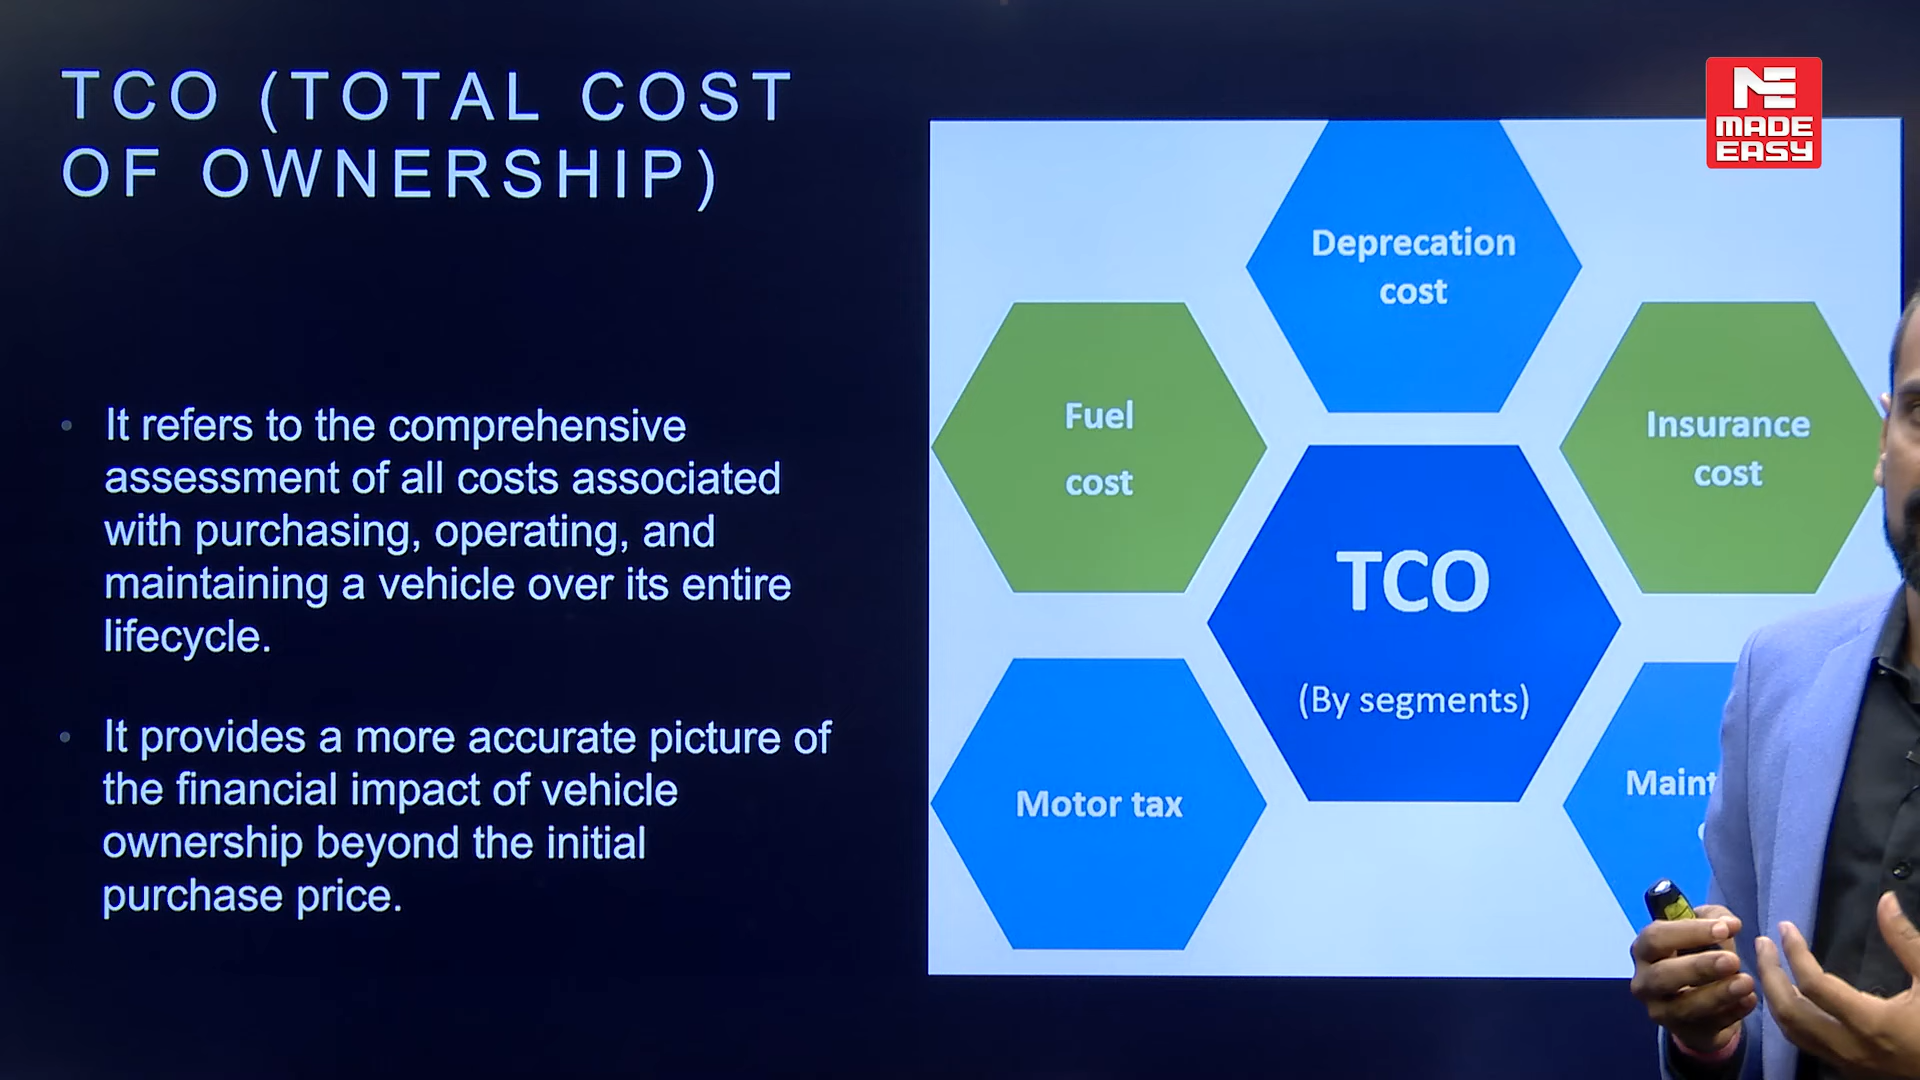 TCO (TOTAL COST
OF OWNERSHIP)
It refers to the comprehensive
assessment of all costs associated
with purchasing, operating, and
maintaining a vehicle over its entire
lifecycle.
It provides a more accurate picture of
the financial impact of vehicle
ownership beyond the initial
purchase price.
ME
MADE
EASY
Deprecation
cost
Fuel
cost
Insurance
cost
TCO
(By segments)
Motor tax